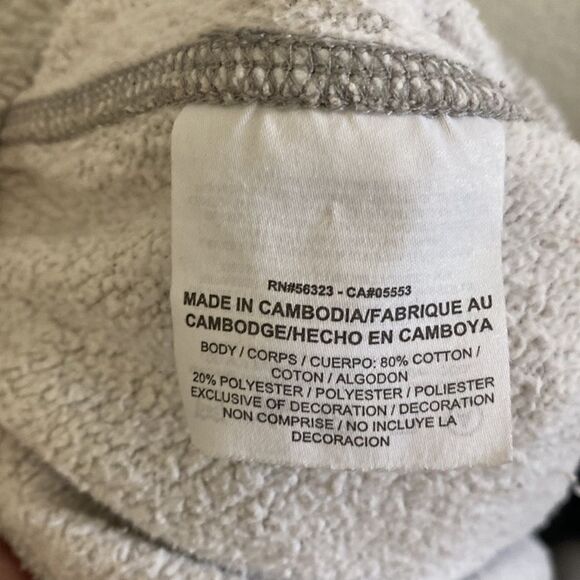 RN#56323 - CA#05553
MADE IN CAMBODIA/FABRIQUE AU
CAMBODGE/HECHO EN CAMBOYA
BODY / CORPS / CUERPO: 80% COTTON /
COTON / ALGODON
20% POLYESTER / POLYESTER / POLIESTER
EXCLUSIVE OF DECORATION / DECORATION
NON COMPRISE / NO INCLUYE LA
DECORACION